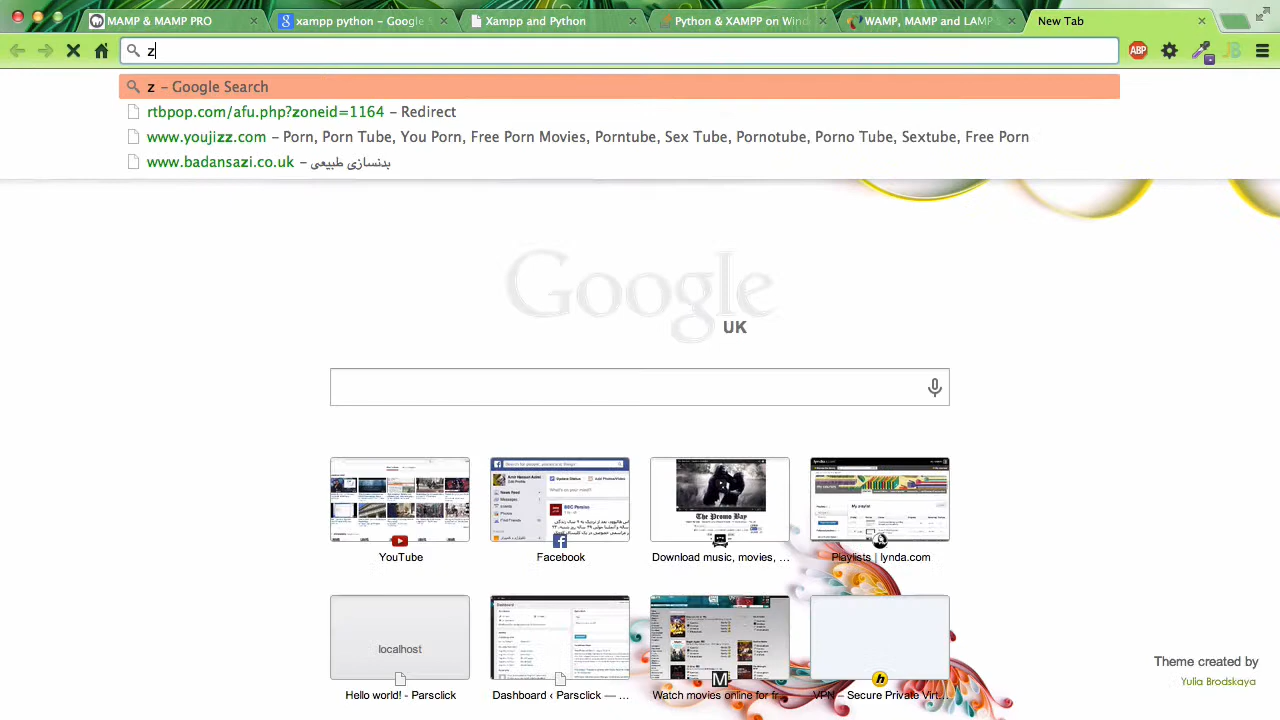 MAMP & MAMP PRO
xampp python – Google S
Xampp and Python
Python & XAMPP on Wind
WAMP, MAMP and LAMP
New Tab
z
ABP
z – Google Search
rtbpop.com/afu.php?zoneid=1164 – Redirect
www.youjizz.com – Porn, Porn Tube, You Porn, Free Porn Movies, Porntube, Sex Tube, Pornotube, Porno Tube, Sextube, Free Porn
www.badansazi.co.uk – بدنسازی طبیعی
Google
UK
The Promo Bay
YouTube
Facebook
Download music, movies, ...
Playlists | lynda.com
localhost
Hello world! - Parsclick
Dashboard ‹ Parsclick — ...
Watch movies online for fr...
VPN – Secure Private Virt...
Theme created by
Yulia Brodskaya